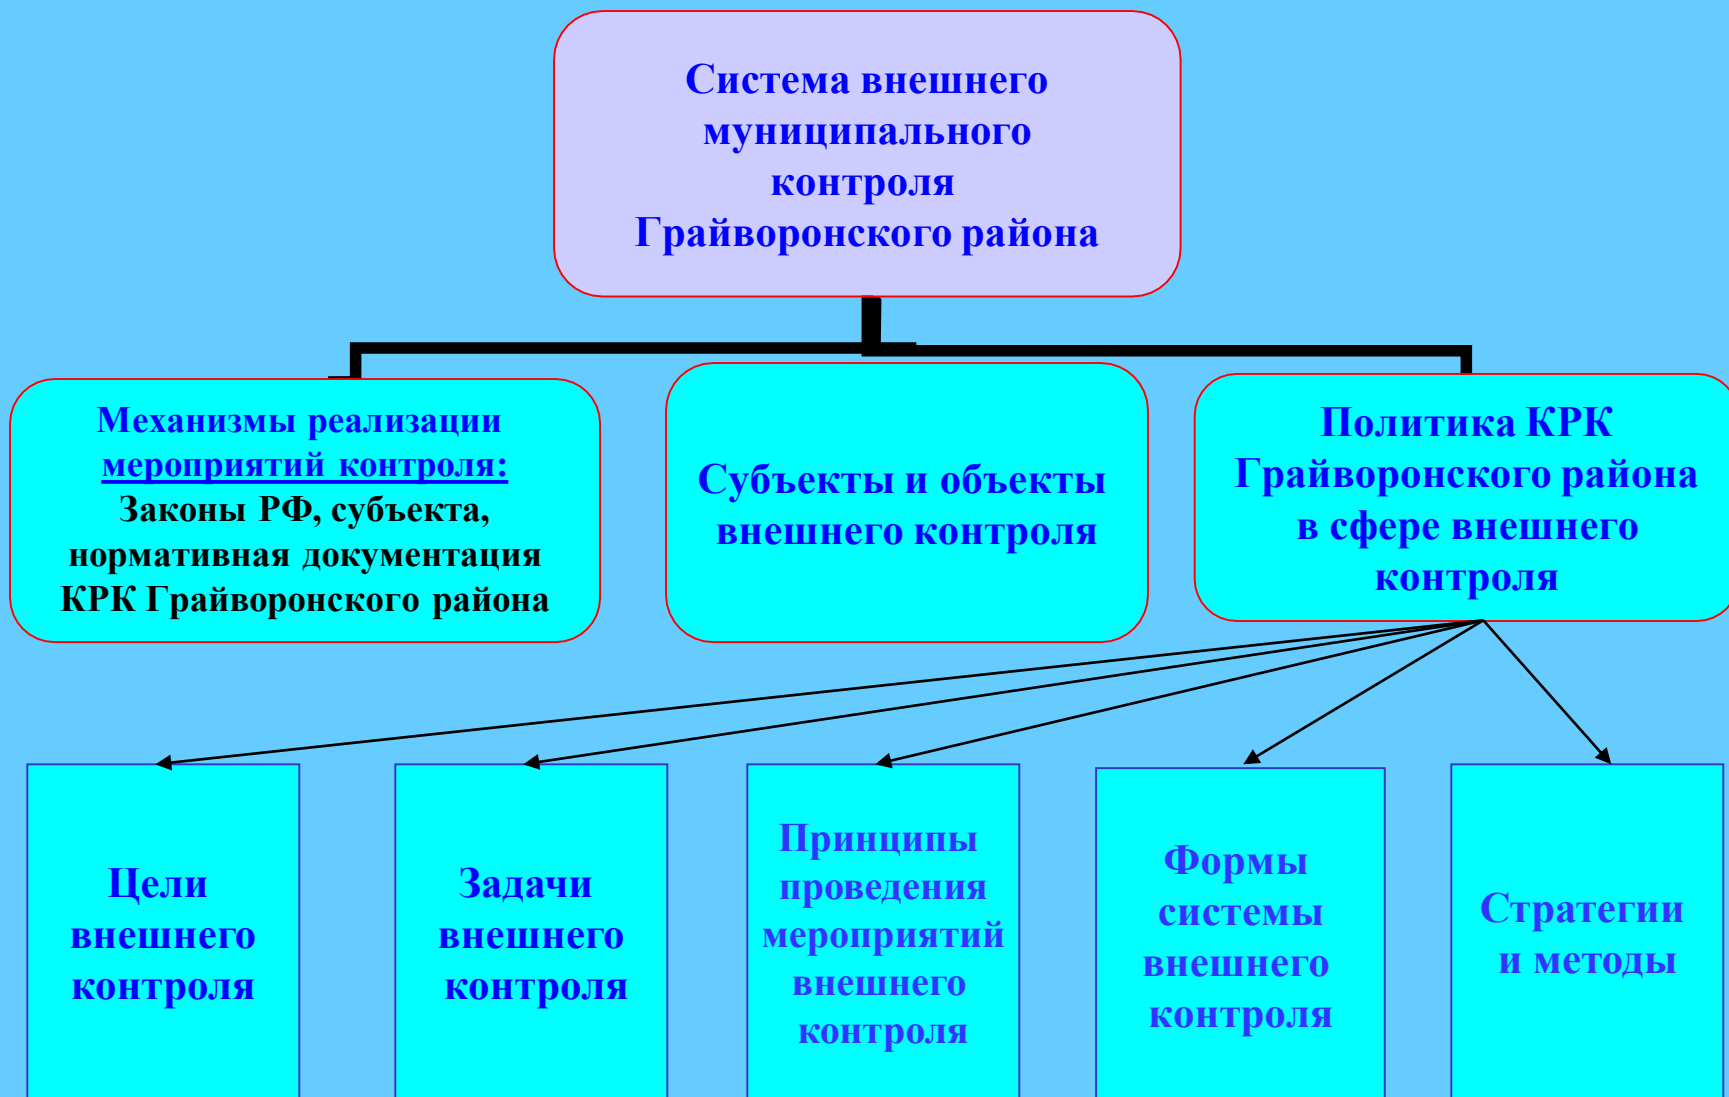 Система внешнего
муниципального
контроля
Грайворонского района
Механизмы реализации
мероприятий контроля:
Законы РФ, субъекта,
нормативная документация
КРК Грайворонского района
Субъекты и объекты
внешнего контроля
Политика КРК
Грайворонского района
в сфере внешнего
контроля
Цели
внешнего
контроля
Задачи
внешнего
контроля
Принципы
проведения
мероприятий
внешнего
контроля
Формы
системы
внешнего
контроля
Стратегии
и методы